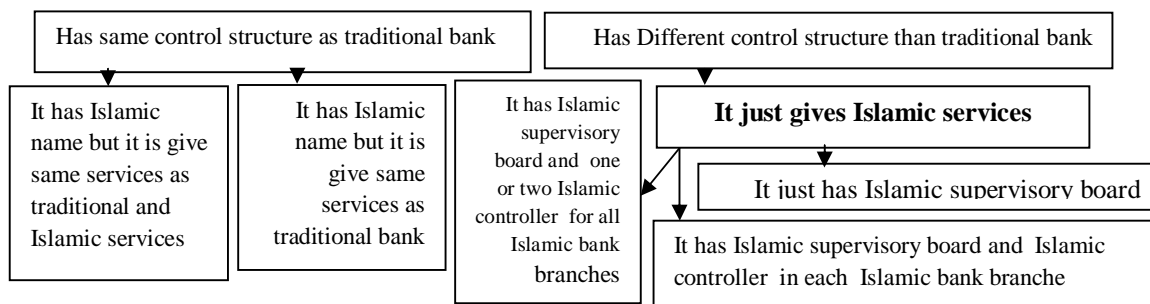 Has same control structure as traditional bank
Has Different control structure than traditional bank
It has Islamic
name but it is give
same services as
traditional and
Islamic services
It has Islamic
name but it is
give same
services as
traditional bank
It has Islamic
supervisory
board and one
or two Islamic
controller for all
Islamic bank
branches
It just gives Islamic services
It just has Islamic supervisory board
It has Islamic supervisory board and Islamic
controller in each Islamic bank branche